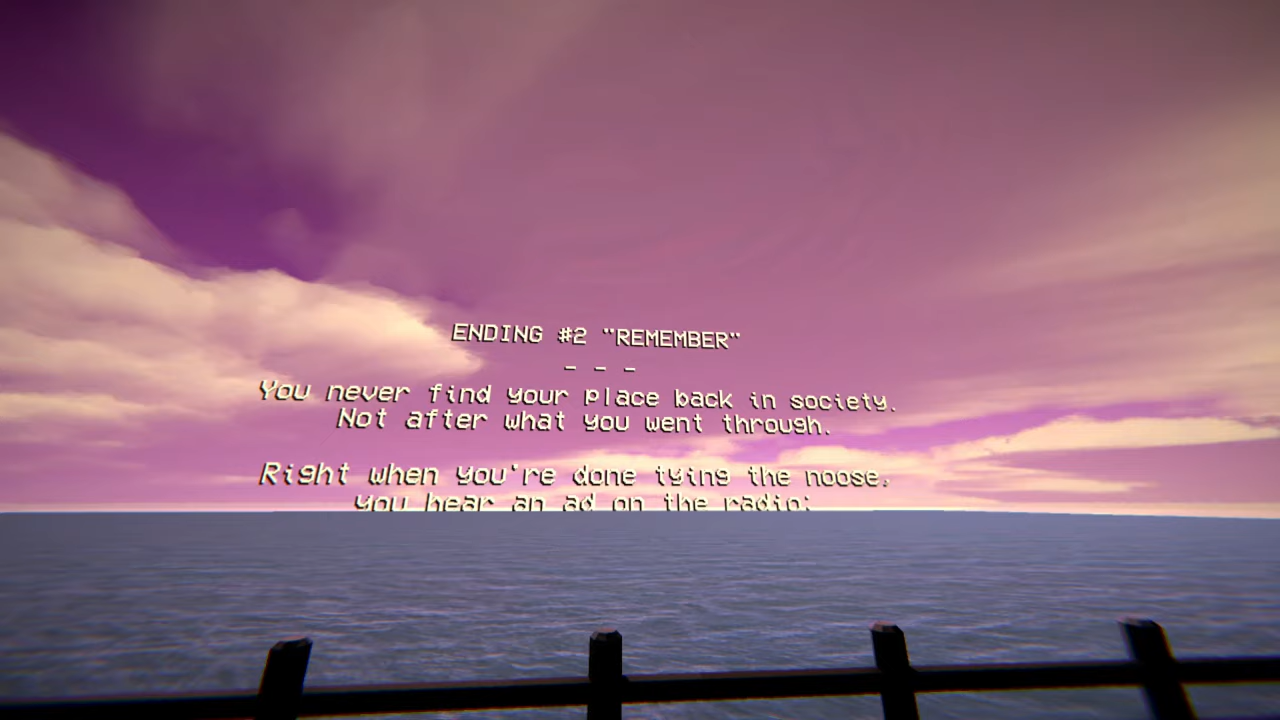 ENDING #2 "REMEMBER"
- - -
You never find your place back in society.
Not after what you went through.
Right when you're done tying the noose,
you hear an ad on the radio: